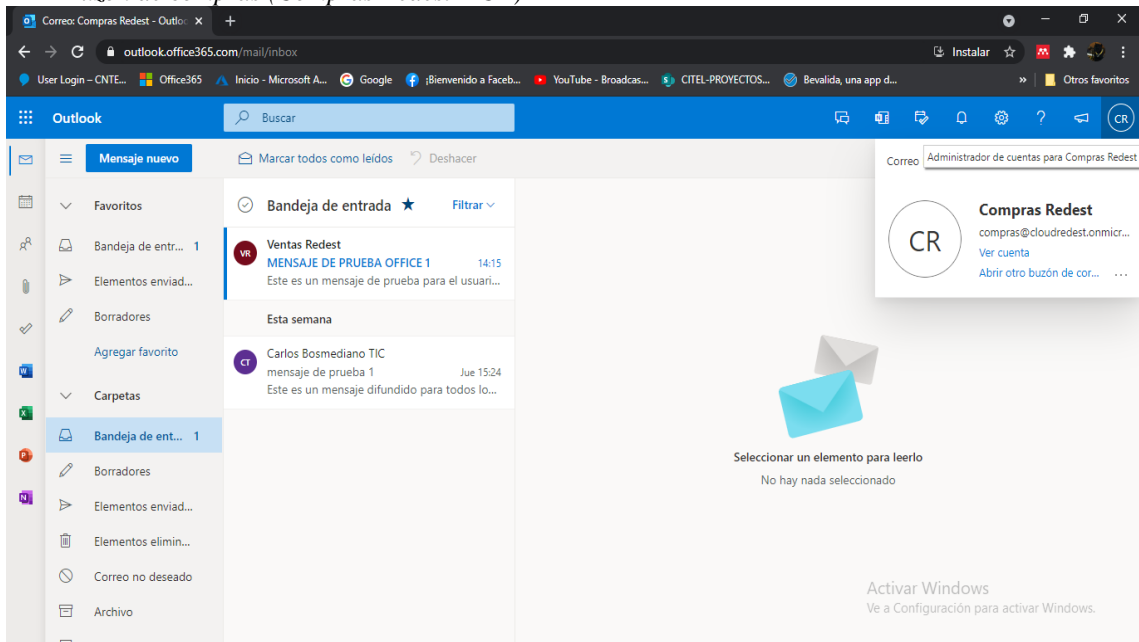 Correo: Compras Redest - Outloo
outlook.office365.com/mail/inbox
Instalar
User Login – CNTE...
Office365
Inicio - Microsoft A...
Google
¡Bienvenido a Faceb...
YouTube - Broadcas...
CITEL-PROYECTOS...
Bevalida, una app d...
»
Otros favoritos
Outlook
Buscar
CR
Mensaje nuevo
Marcar todos como leídos
Deshacer
Correo
Administrador de cuentas para Compras Redest
Favoritos
Bandeja de entr... 1
Elementos enviad...
Borradores
Agregar favorito
Carpetas
Bandeja de ent... 1
Borradores
Elementos enviad...
Elementos elimin...
Correo no deseado
Archivo
Bandeja de entrada ★
Filtrar
VR
Ventas Redest
MENSAJE DE PRUEBA OFFICE 1 14:15
Este es un mensaje de prueba para el usuari...
Esta semana
CT
Carlos Bosmediano TIC
mensaje de prueba 1 Jue 15:24
Este es un mensaje difundido para todos lo...
CR
Compras Redest
compras@cloudredest.onmicr...
Ver cuenta
Abrir otro buzón de cor... ...
Seleccionar un elemento para leerlo
No hay nada seleccionado
Activar Windows
Ve a Configuración para activar Windows.